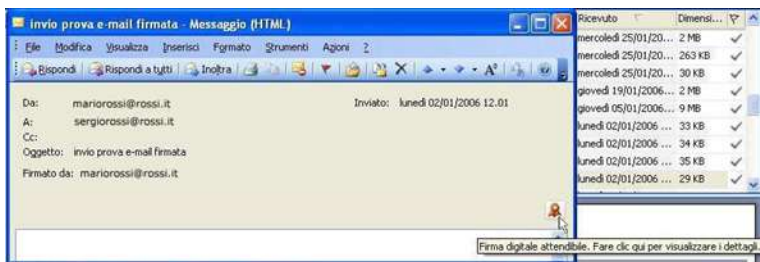 invio prova e-mail firmata - Messaggio (HTML)
File Modifica Visualizza Inserisci Formato Strumenti Azioni ?
Rispondi Rispondi a tutti Inoltra
Da: mariorossi@rossi.it Inviato: lunedì 02/01/2006 12.01
A: sergiorossi@rossi.it
Cc:
Oggetto: invio prova e-mail firmata
Firmato da: mariorossi@rossi.it
Firma digitale attendibile. Fare clic qui per visualizzare i dettagli.
Ricevuto Dimensi...
mercoledì 25/01/20... 2 MB
mercoledì 25/01/20... 263 KB
mercoledì 25/01/20... 30 KB
giovedì 19/01/2006... 2 MB
giovedì 05/01/2006... 9 MB
lunedì 02/01/2006 ... 33 KB
lunedì 02/01/2006 ... 34 KB
lunedì 02/01/2006 ... 35 KB
lunedì 02/01/2006 ... 29 KB